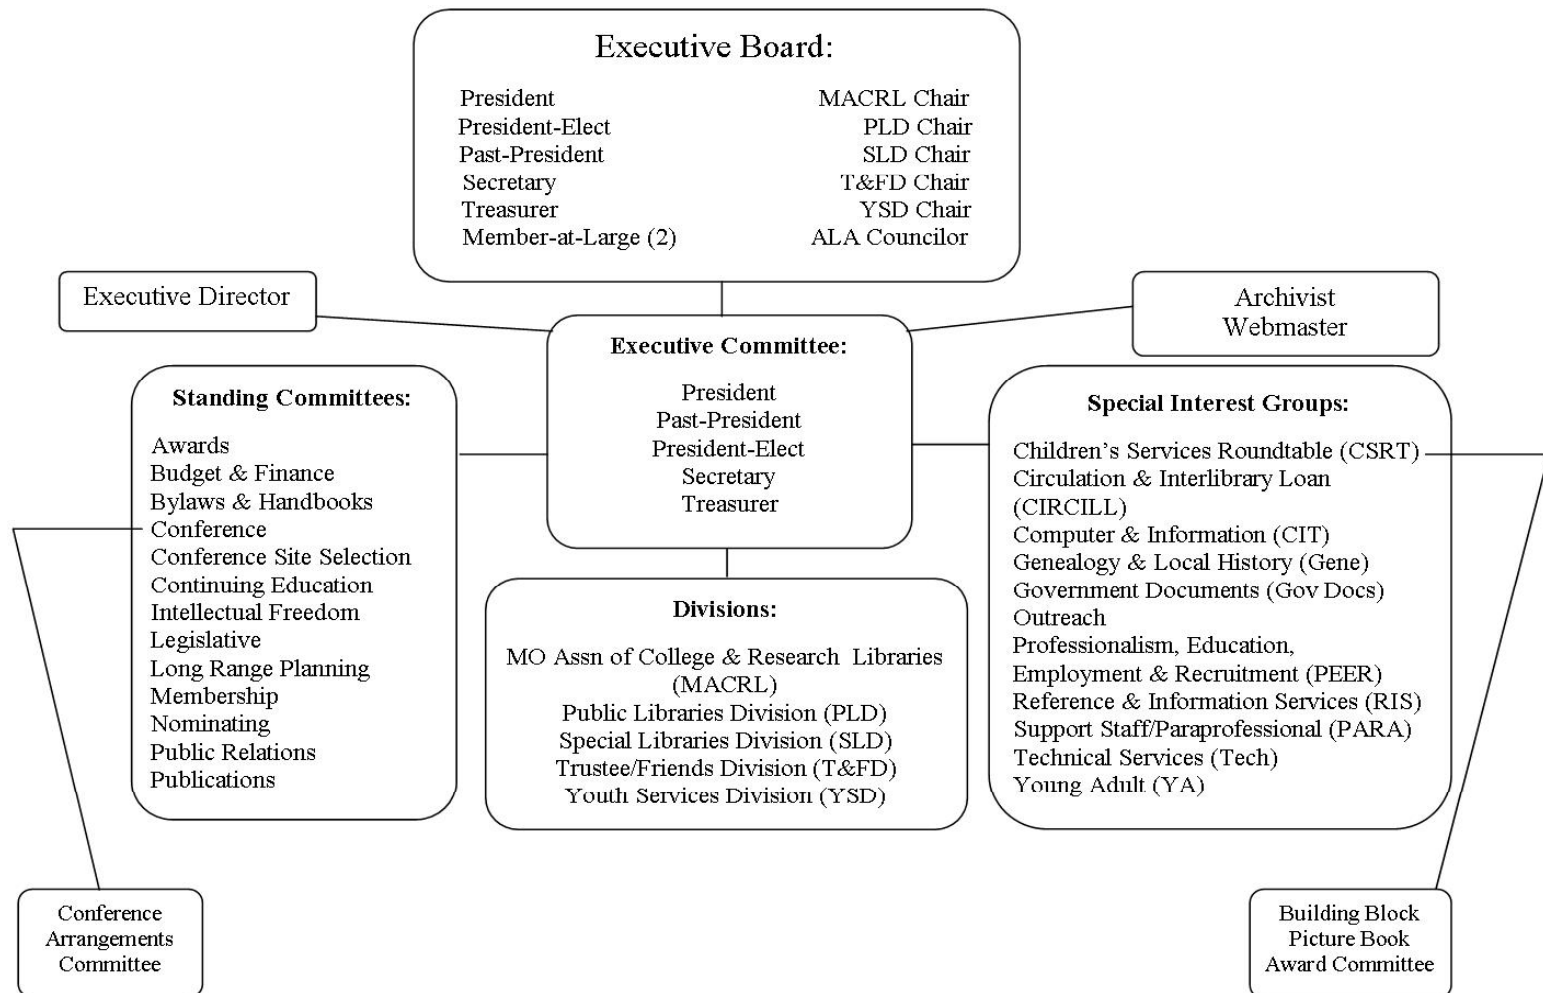 Executive Board:
President
President-Elect
Past-President
Secretary
Treasurer
Member-at-Large (2)
MACRL Chair
PLD Chair
SLD Chair
T&FD Chair
YSD Chair
ALA Councilor
Executive Director
Archivist
Webmaster
Executive Committee:
President
Past-President
President-Elect
Secretary
Treasurer
Standing Committees:
Awards
Budget & Finance
Bylaws & Handbooks
Conference
Conference Site Selection
Continuing Education
Intellectual Freedom
Legislative
Long Range Planning
Membership
Nominating
Public Relations
Publications
Divisions:
MO Assn of College & Research Libraries
(MACRL)
Public Libraries Division (PLD)
Special Libraries Division (SLD)
Trustee/Friends Division (T&FD)
Youth Services Division (YSD)
Special Interest Groups:
Children’s Services Roundtable (CSRT)
Circulation & Interlibrary Loan
(CIRCILL)
Computer & Information (CIT)
Genealogy & Local History (Gene)
Government Documents (Gov Docs)
Outreach
Professionalism, Education,
Employment & Recruitment (PEER)
Reference & Information Services (RIS)
Support Staff/Paraprofessional (PARA)
Technical Services (Tech)
Young Adult (YA)
Conference
Arrangements
Committee
Building Block
Picture Book
Award Committee